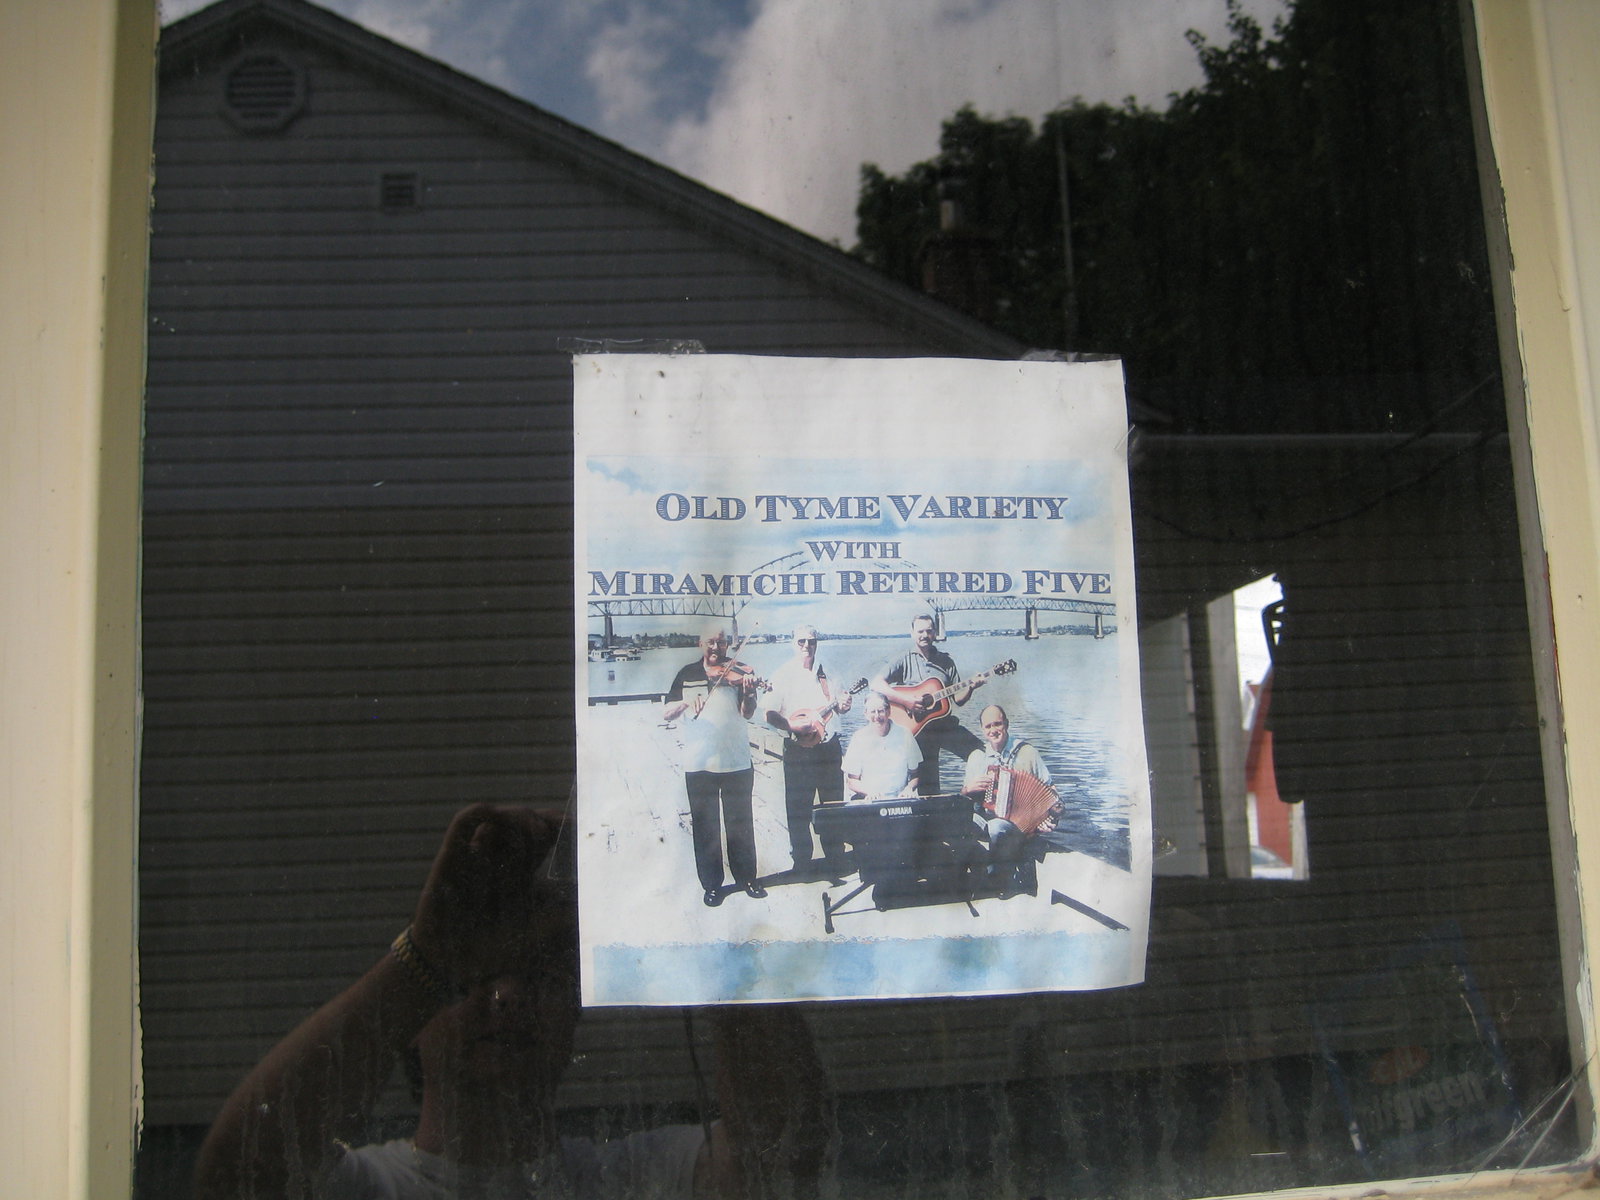 OLD TYME VARIETY
WITH
MIRAMICHI RETIRED FIVE
YAMAHA